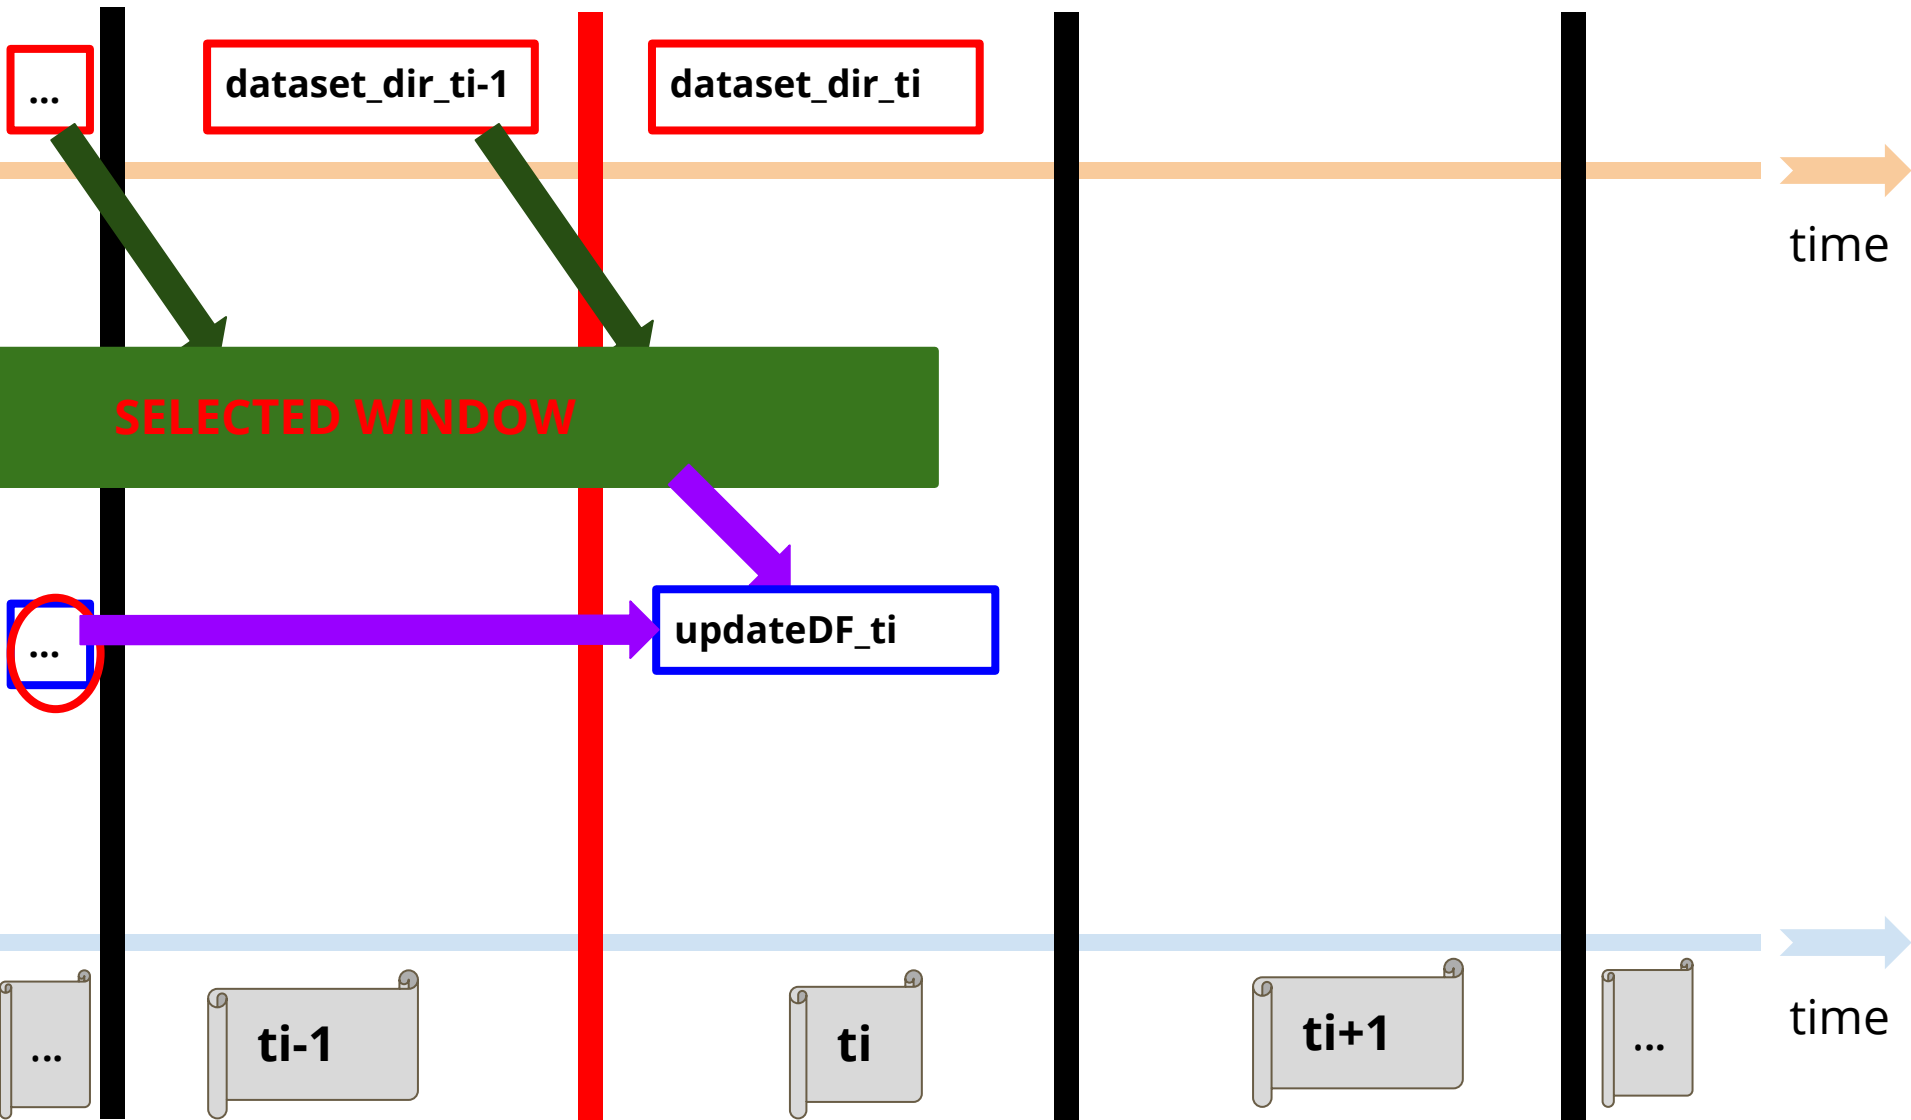 ...
dataset_dir_ti-1
dataset_dir_ti
time
SELECTED WINDOW
...
updateDF_ti
...
ti-1
ti
ti+1
...
time